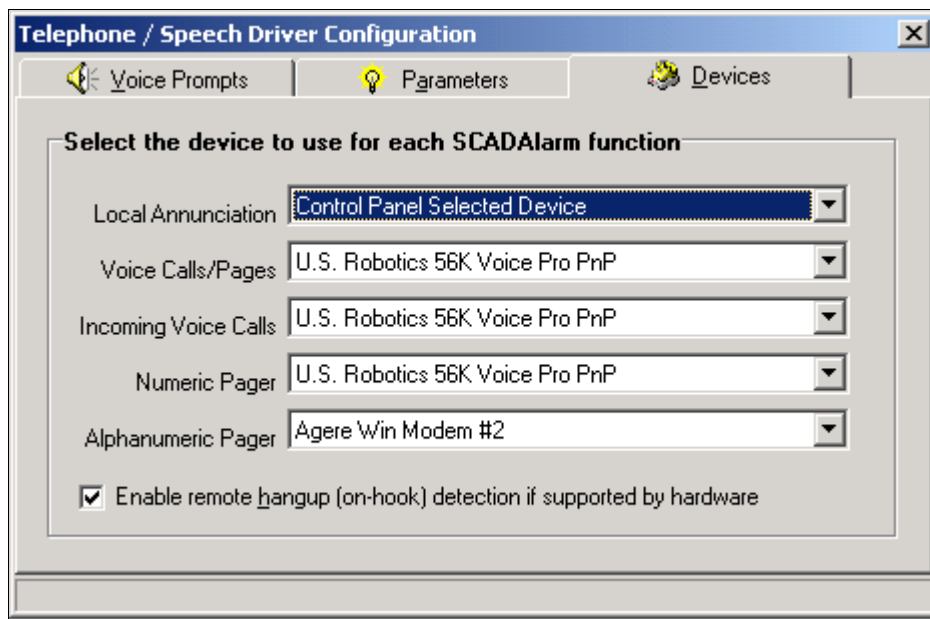 Telephone / Speech Driver Configuration
Voice Prompts
Parameters
Devices
Select the device to use for each SCADAlarm function
Local Annunciation Control Panel Selected Device
Voice Calls/Pages U.S. Robotics 56K Voice Pro PnP
Incoming Voice Calls U.S. Robotics 56K Voice Pro PnP
Numeric Pager U.S. Robotics 56K Voice Pro PnP
Alphanumeric Pager Agere Win Modem #2
Enable remote hangup (on-hook) detection if supported by hardware